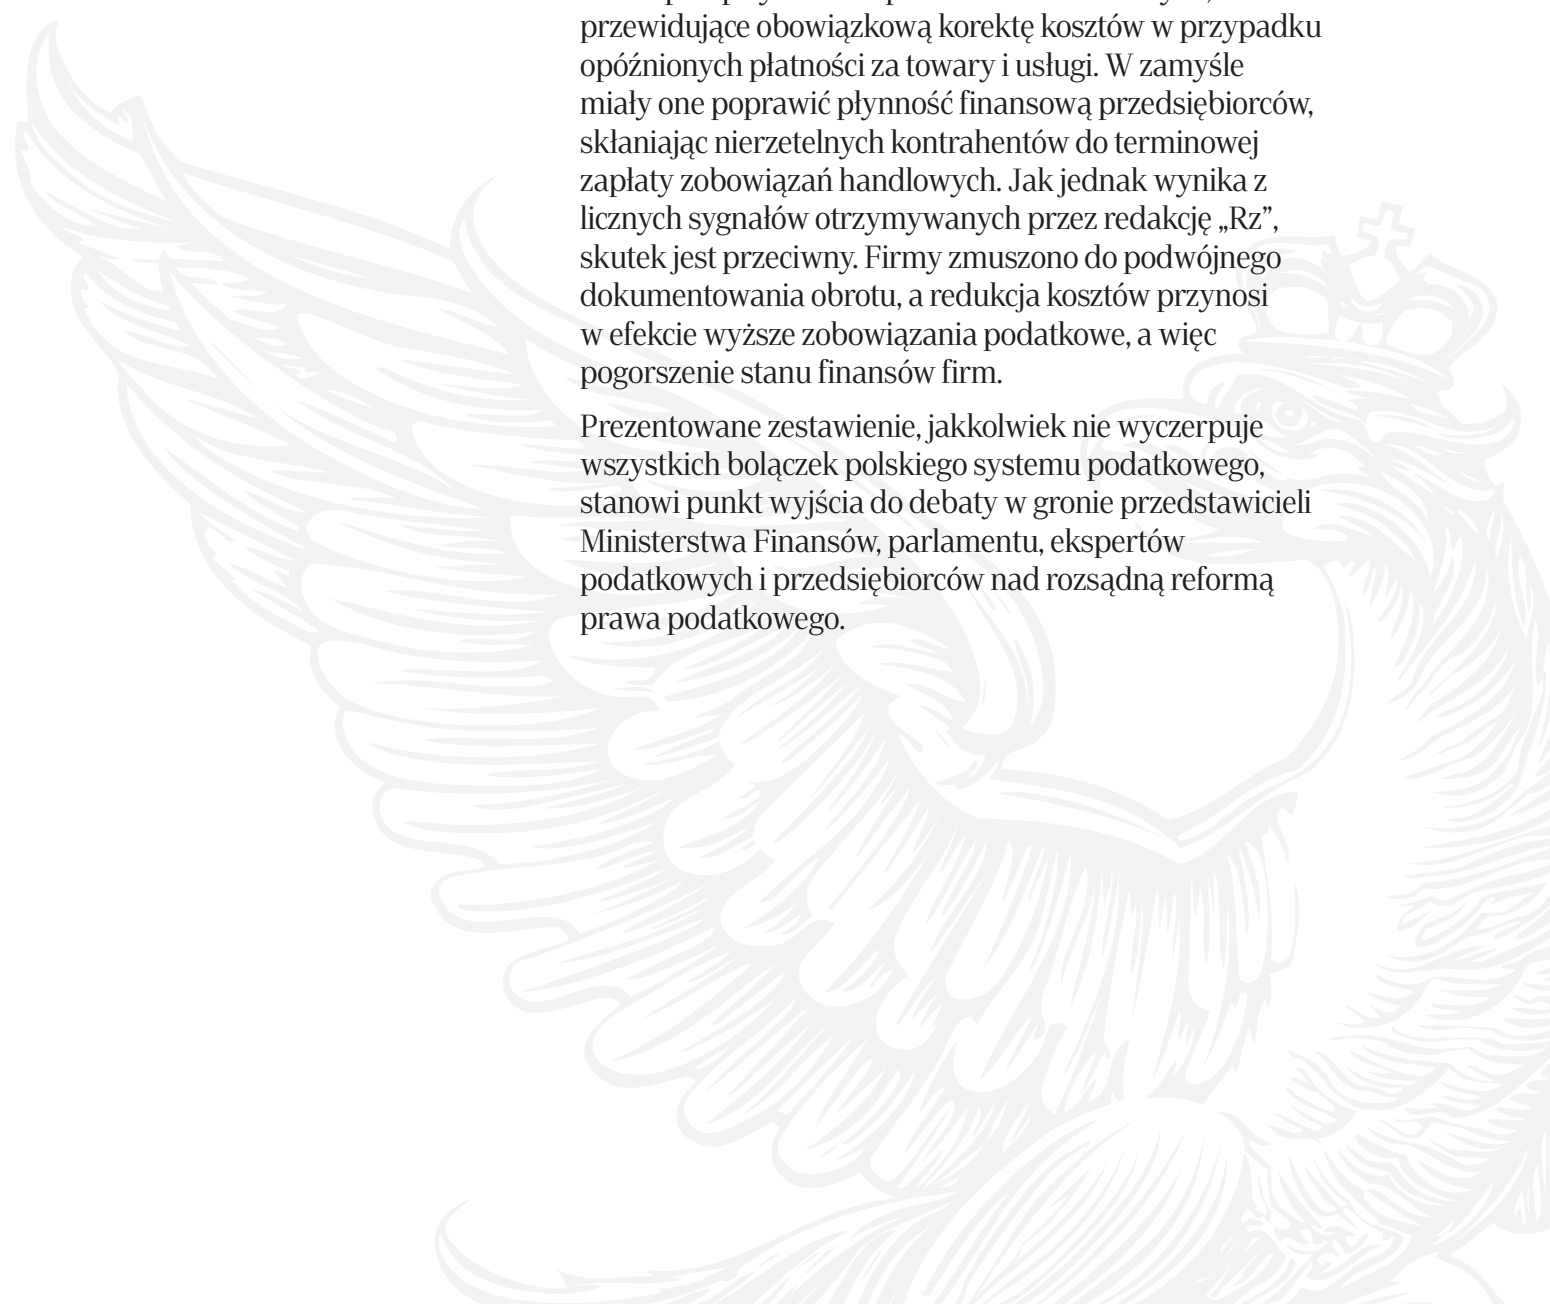 przewidujące obowiązkową korektę kosztów w przypadku
opóźnionych płatności za towary i usługi. W zamyśle
miały one poprawić płynność finansową przedsiębiorców,
skłaniając nierzetelnych kontrahentów do terminowej
zapłaty zobowiązań handlowych. Jak jednak wynika z
licznych sygnałów otrzymywanych przez redakcję „Rz”,
skutek jest przeciwny. Firmy zmuszono do podwójnego
dokumentowania obrotu, a redukcja kosztów przynosi
w efekcie wyższe zobowiązania podatkowe, a więc
pogorszenie stanu finansów firm.
Prezentowane zestawienie, jakkolwiek nie wyczerpuje
wszystkich bolączek polskiego systemu podatkowego,
stanowi punkt wyjścia do debaty w gronie przedstawicieli
Ministerstwa Finansów, parlamentu, ekspertów
podatkowych i przedsiębiorców nad rozsądną reformą
prawa podatkowego.